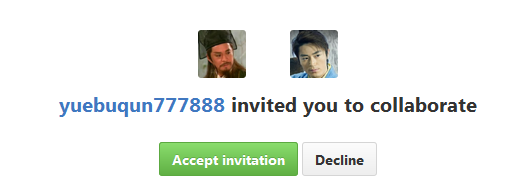 yuebuqun777888 invited you to collaborate
Accept invitation Decline